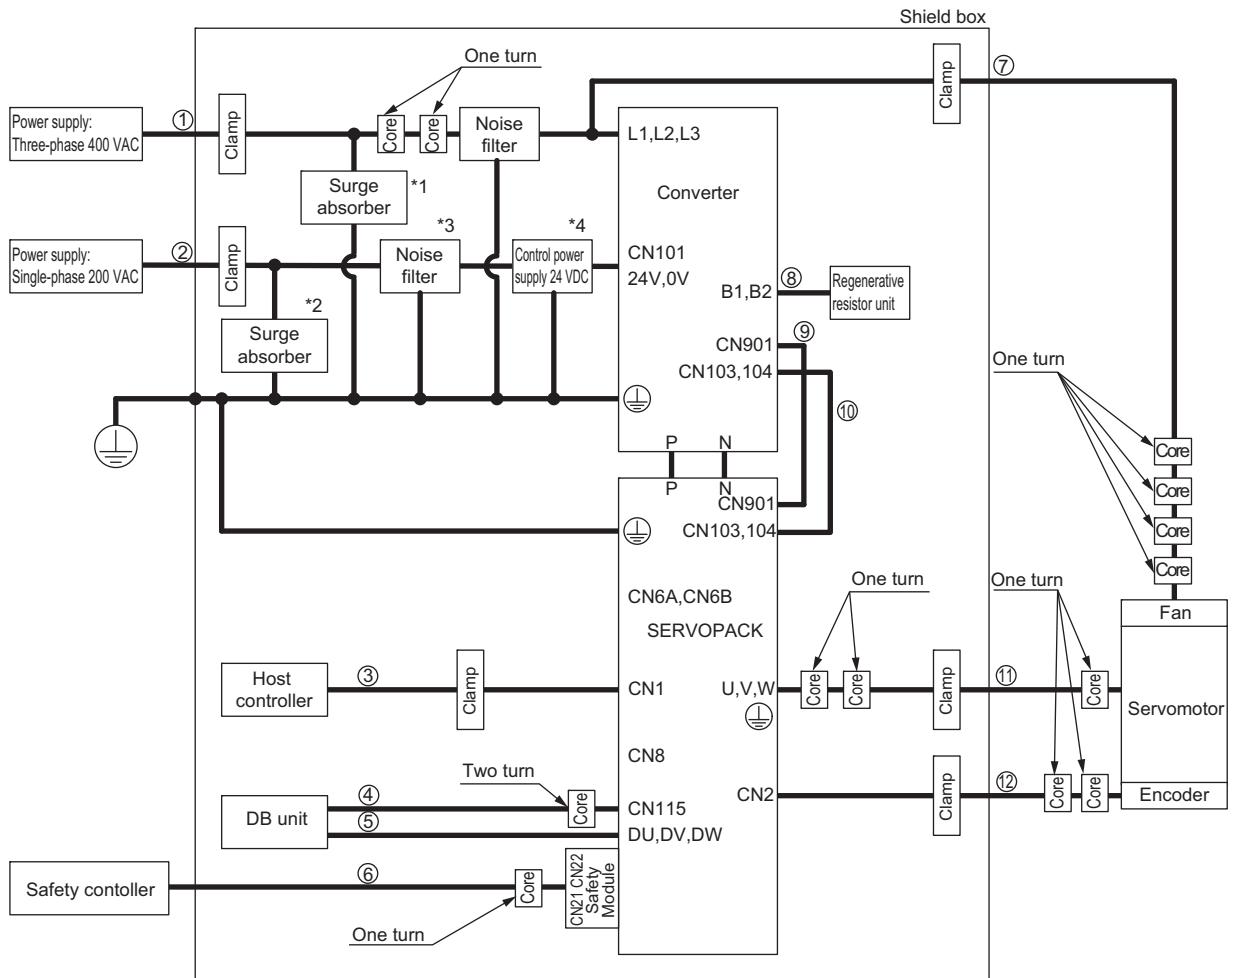 Shield box
One turn
⑦
Clamp
Power supply:
Three-phase 400 VAC
①
Clamp
Core
Core
Noise
filter
L1,L2,L3
Surge
absorber
*1
Converter
*3
*4
Power supply:
Single-phase 200 VAC
②
Clamp
Noise
filter
Control power
supply 24 VDC
CN101
24V,0V
B1,B2
⑧
Regenerative
resistor unit
*2
Surge
absorber
⑨
CN901
CN103,104
⑩
One turn
Core
Core
Core
Core
P
N
P
N
CN901
CN103,104
CN6A,CN6B
SERVOPACK
One turn
One turn
Fan
Host
controller
③
Clamp
CN1
U,V,W
Core
Core
Clamp
⑪
Core
Servomotor
CN8
Two turn
DB unit
④
⑤
Core
CN115
DU,DV,DW
CN2
Clamp
⑫
Core
Core
Encoder
Safety contoller
⑥
Core
CN21 CN22
Safety
Module
One turn